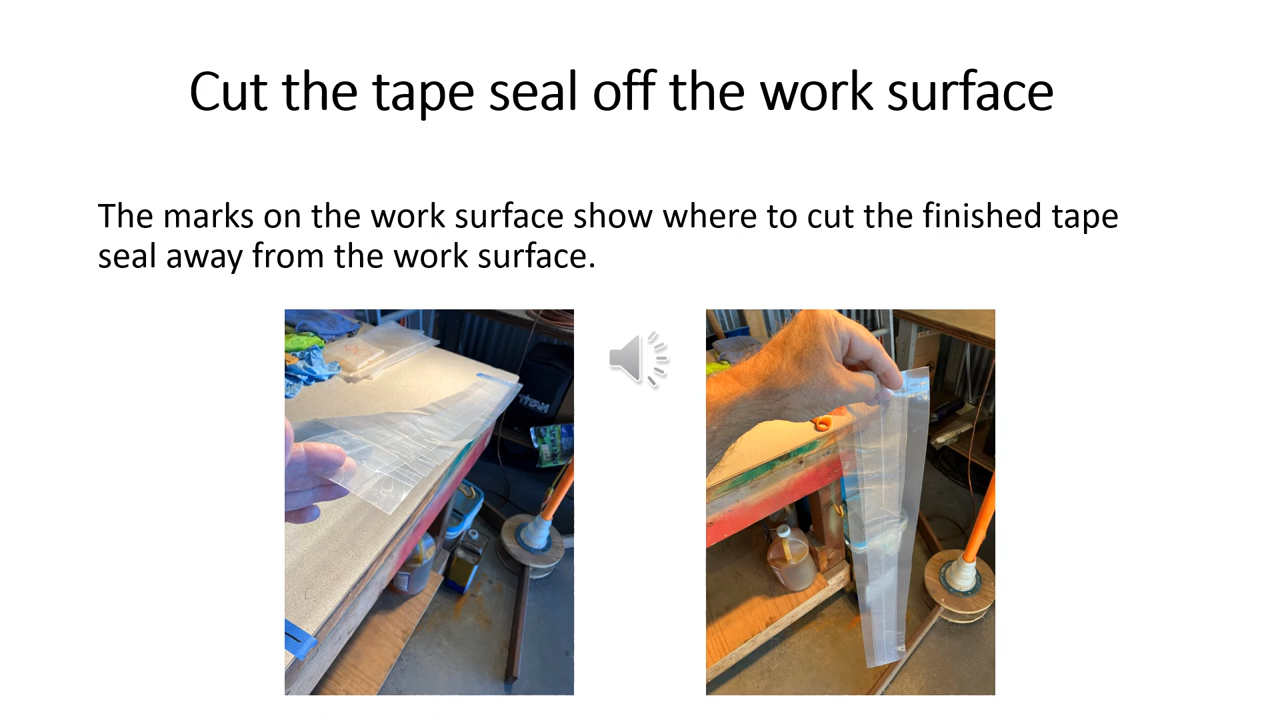 Cut the tape seal off the work surface
The marks on the work surface show where to cut the finished tape
seal away from the work surface.
TITAN